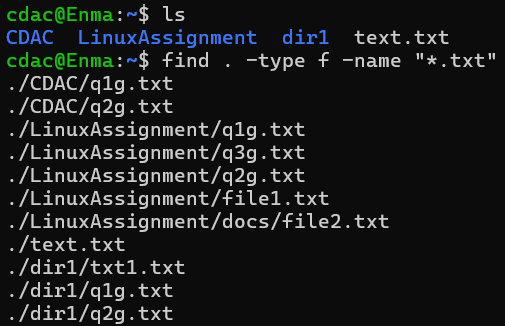 cdac@Enma:~$ ls
CDAC  LinuxAssignment  dir1  text.txt
cdac@Enma:~$ find . -type f -name "*.txt"
./CDAC/q1g.txt
./CDAC/q2g.txt
./LinuxAssignment/q1g.txt
./LinuxAssignment/q3g.txt
./LinuxAssignment/q2g.txt
./LinuxAssignment/file1.txt
./LinuxAssignment/docs/file2.txt
./text.txt
./dir1/txt1.txt
./dir1/q1g.txt
./dir1/q2g.txt